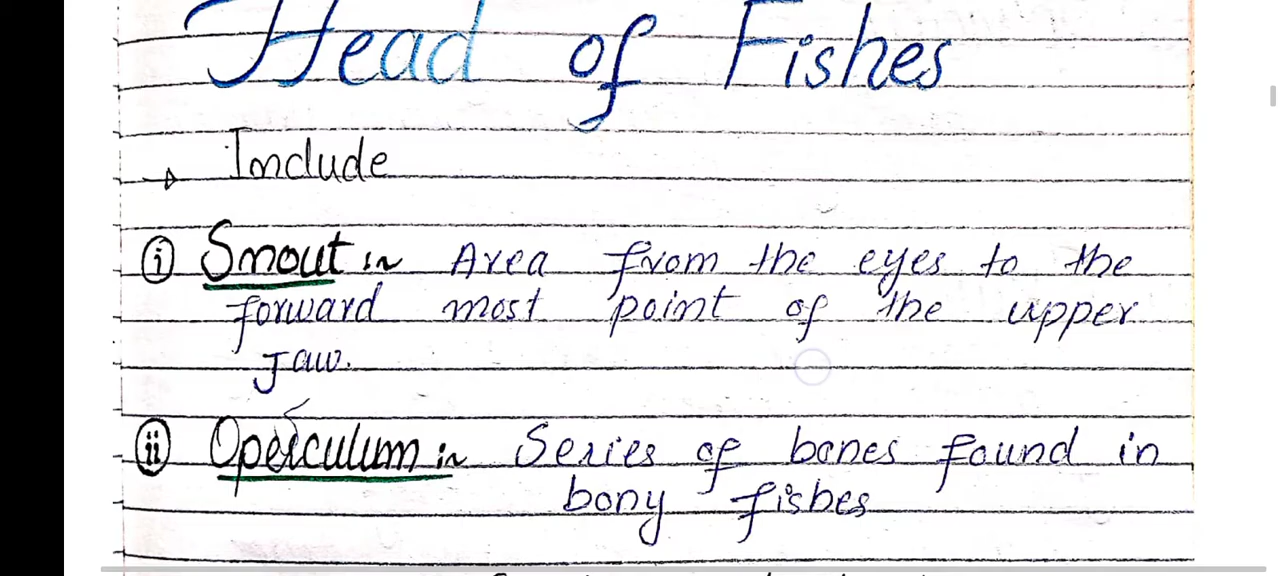 Head of Fishes
Include
(i) Snout :~ Area from the eyes to the
forward most point of the upper
Jaw.
(ii) Operculum :~ Series of bones found in
bony fishes